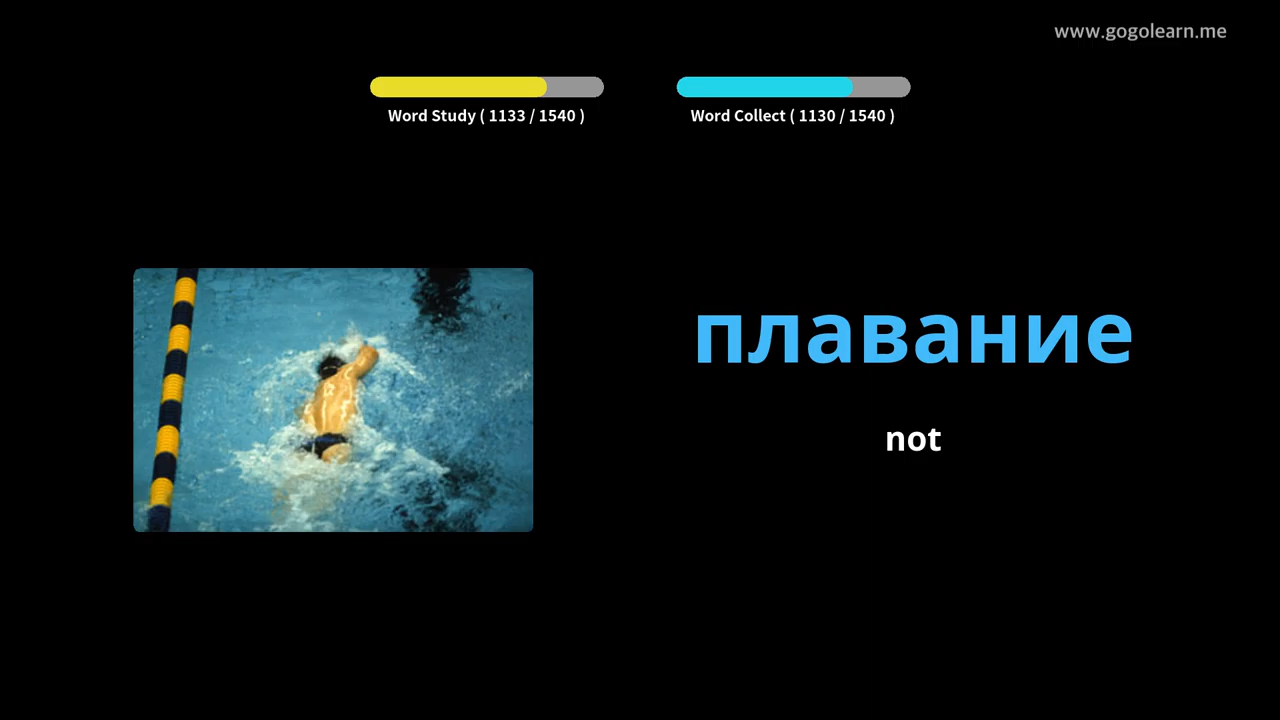 www.gogolearn.me
Word Study ( 1133 / 1540 )
Word Collect ( 1130 / 1540 )
плавание
not